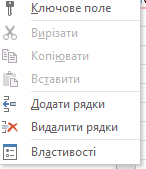 Ключове поле
Вирізати
Копіювати
Вставити
Додати рядки
Видалити рядки
Властивості